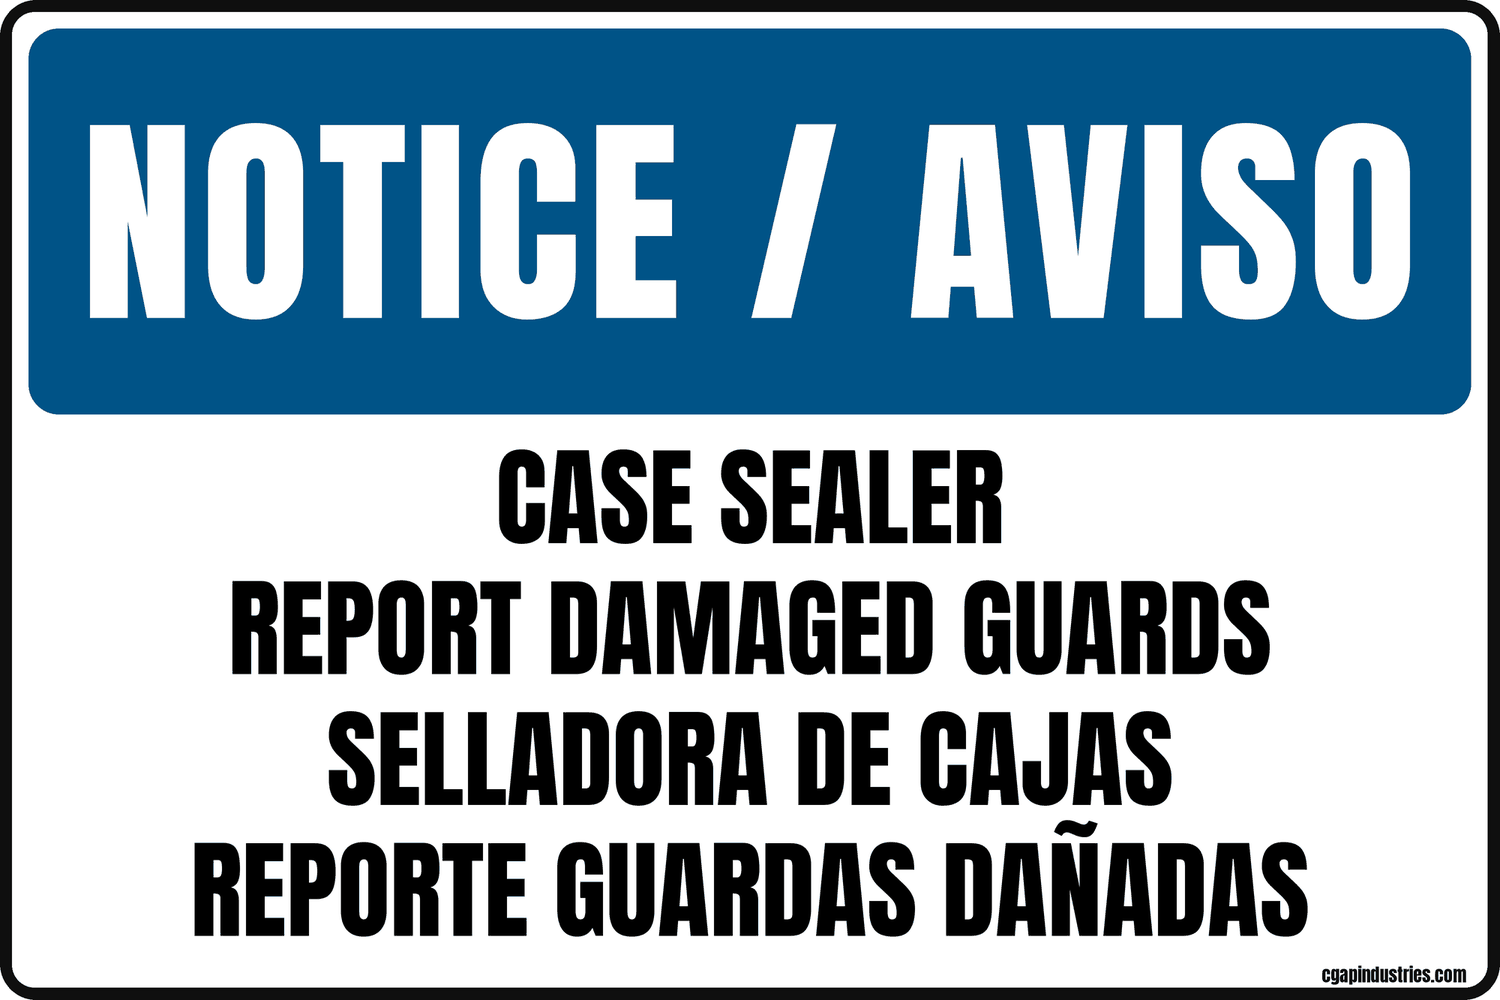 NOTICE / AVISO
CASE SEALER
REPORT DAMAGED GUARDS
SELLADORA DE CAJAS
REPORTE GUARDAS DAÑADAS
cgapindustries.com